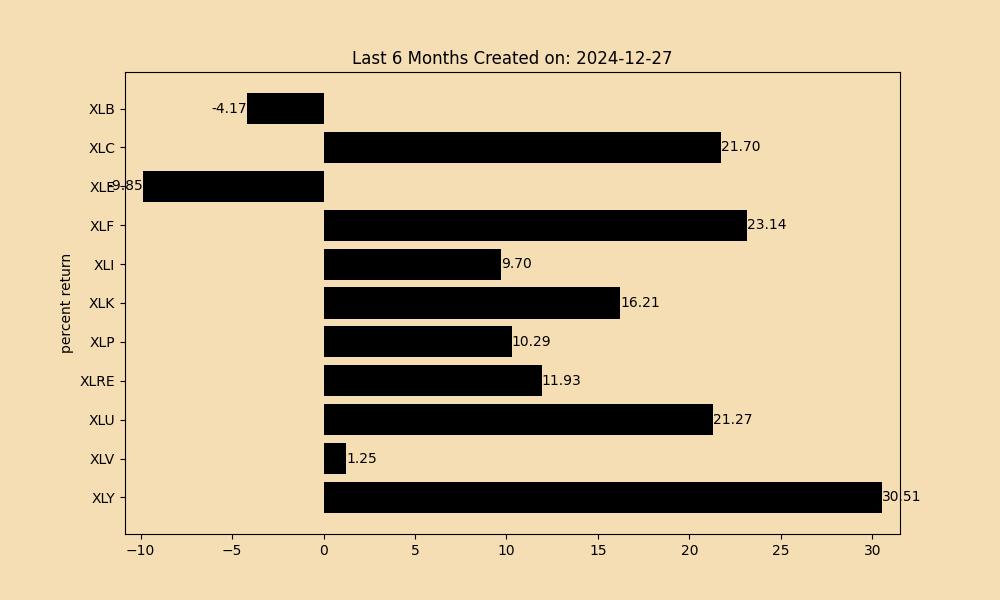 Last 6 Months Created on: 2024-12-27
percent return
XLB -4.17
XLC 21.70
XLE -9.85
XLF 23.14
XLI 9.70
XLK 16.21
XLP 10.29
XLRE 11.93
XLU 21.27
XLV 1.25
XLY 30.51
−10 −5 0 5 10 15 20 25 30